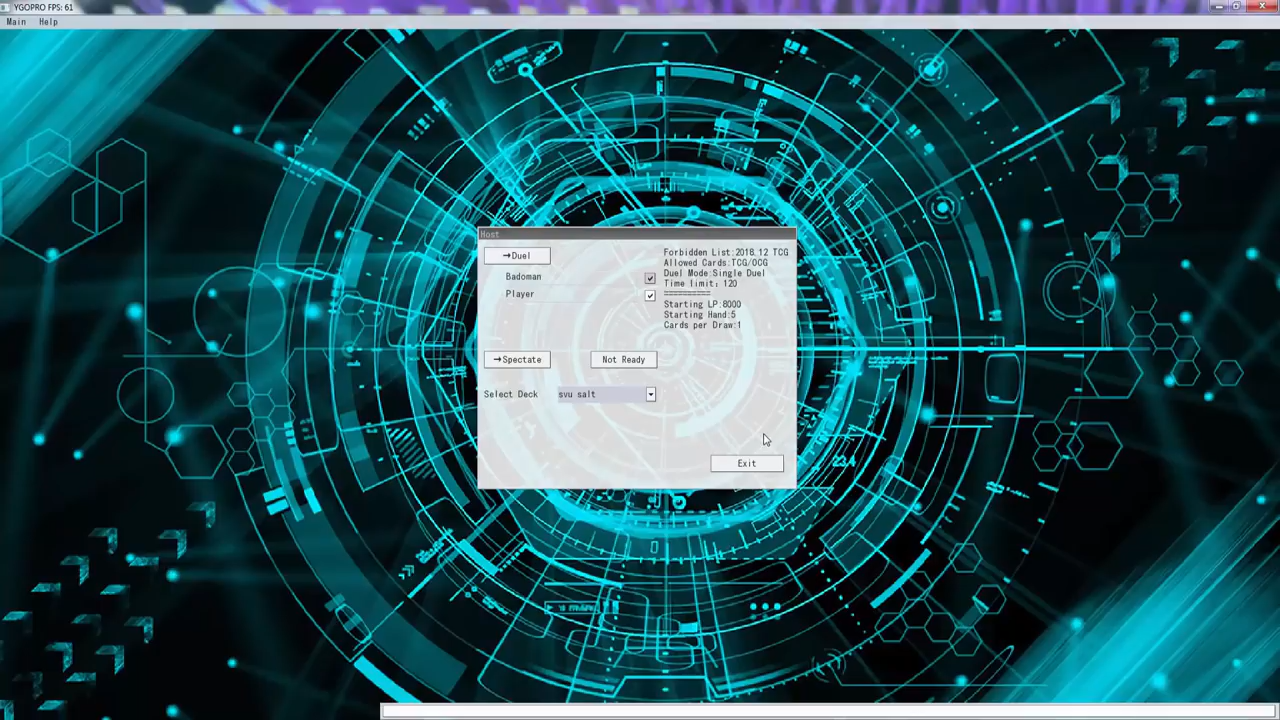 YGOPRO FPS: 61
Main Help
Host
→Duel
Badoman
Player
Forbidden List:2018.12 TCG
Allowed Cards:TCG/OCG
Duel Mode:Single Duel
Time limit: 120
==========
Starting LP:8000
Starting Hand:5
Cards per Draw:1
→Spectate
Not Ready
Select Deck
svu salt
Exit
23.4